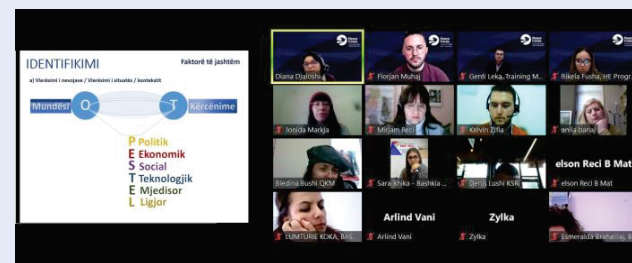 IDENTIFIKIMI
Faktorë të jashtëm
a) Vlerësimi i nevojave / Vlerësimi i situatës / kontekstit
Mundësi O T Kërcënime
P Politik
E Ekonomik
S Social
T Teknologjik
E Mjedisor
L Ligjor
Diana Djaloshi
Florjan Muhaj
Genti Leka, Training M...
Rikela Fusha, HE Progr
Jonida Markja
Mirjam Reci
Kelvin Zifla
anila banaj
Bledina Bushi QKM
Sara Xhika - Bashkia ...
Denis Lushi KSR
elson Reci B Mat
elson Reci B Mat
LUMTURIE KOKA, BAS
Arlind Vani
Arlind Vani
Zylka
Zylka
Esmeralda